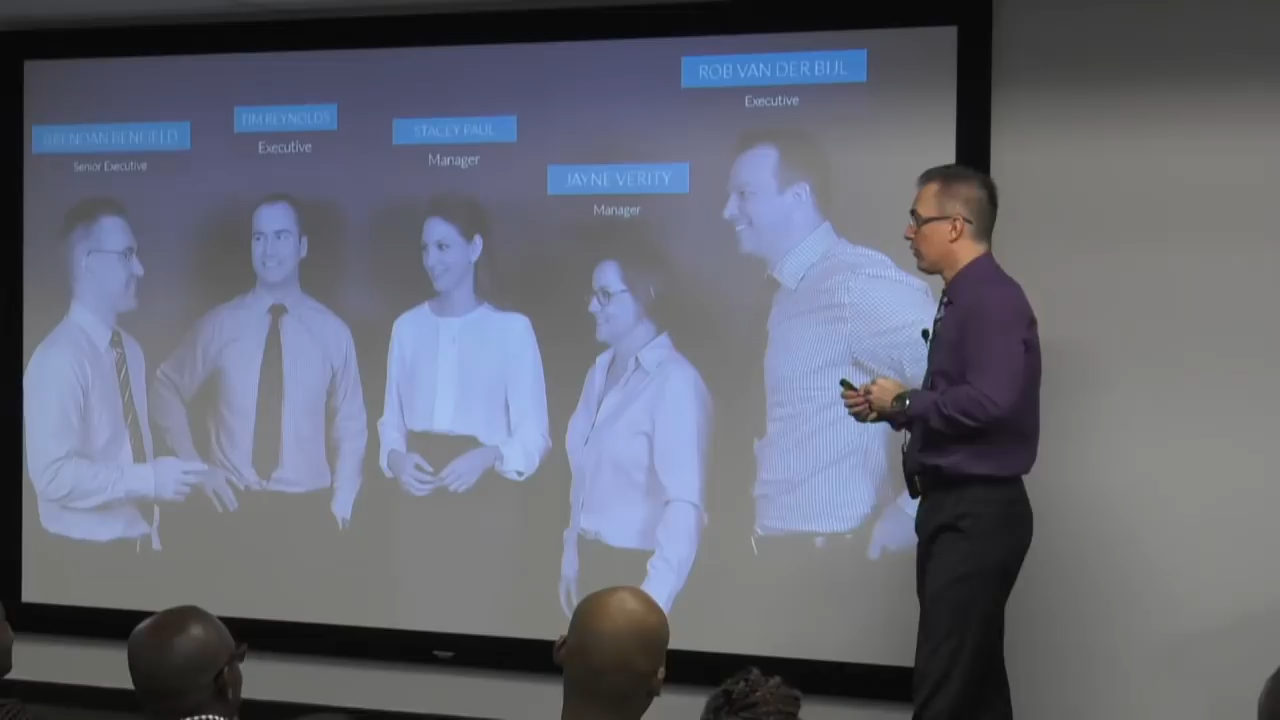 BRENDAN BENFIELD
Senior Executive
TIM REYNOLDS
Executive
STACEY PAUL
Manager
JAYNE VERITY
Manager
ROB VAN DER BIJL
Executive